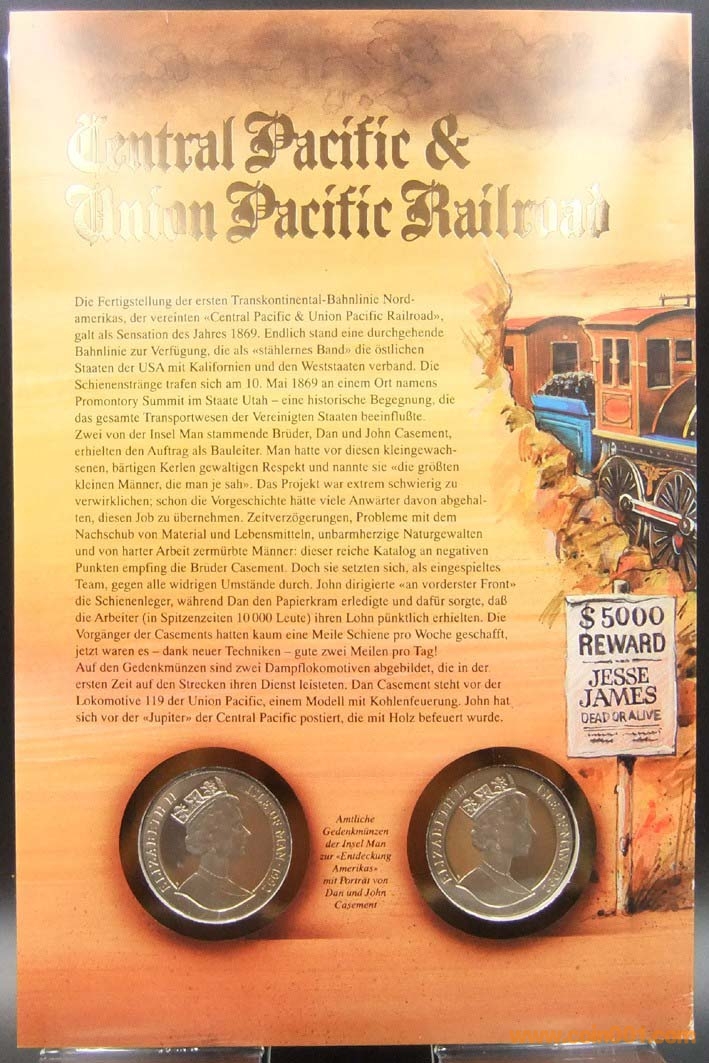 Central Pacific &
Union Pacific Railroad
Die Fertigstellung der ersten Transkontinental-Bahnlinie Nord-
amerikas, der vereinten «Central Pacific & Union Pacific Railroad»,
galt als Sensation des Jahres 1869. Endlich stand eine durchgehende
Bahnlinie zur Verfügung, die als «stählernes Band» die östlichen
Staaten der USA mit Kalifornien und den Weststaaten verband. Die
Schienenstränge trafen sich am 10. Mai 1869 an einem Ort namens
Promontory Summit im Staate Utah – eine historische Begegnung, die
das gesamte Transportwesen der Vereinigten Staaten beeinflußte.
Zwei von der Insel Man stammende Brüder, Dan und John Casement,
erhielten den Auftrag als Bauleiter. Man hatte vor diesen kleingewach-
senen, bärtigen Kerlen gewaltigen Respekt und nannte sie «die größten
kleinen Männer, die man je sah». Das Projekt war extrem schwierig zu
verwirklichen; schon die Vorgeschichte hätte viele Anwärter davon abgehal-
ten, diesen Job zu übernehmen. Zeitverzögerungen, Probleme mit dem
Nachschub von Material und Lebensmitteln, unbarmherzige Naturgewalten
und von harter Arbeit zermürbte Männer: dieser reiche Katalog an negativen
Punkten empfing die Brüder Casement. Doch sie setzten sich, als eingespieltes
Team, gegen alle widrigen Umstände durch. John dirigierte «an vorderster Front»
die Schienenleger, während Dan den Papierkram erledigte und dafür sorgte, daß
die Arbeiter (in Spitzenzeiten 10 000 Leute) ihren Lohn pünktlich erhielten. Die
Vorgänger der Casements hatten kaum eine Meile Schiene pro Woche geschafft,
jetzt waren es – dank neuer Techniken – gute zwei Meilen pro Tag!
Auf den Gedenkmünzen sind zwei Dampflokomotiven abgebildet, die in der
ersten Zeit auf den Strecken ihren Dienst leisteten. Dan Casement steht vor der
Lokomotive 119 der Union Pacific, einem Modell mit Kohlenfeuerung. John hat
sich vor der «Jupiter» der Central Pacific postiert, die mit Holz befeuert wurde.
$5000
REWARD
JESSE
JAMES
DEAD OR ALIVE
ELIZABETH II ISLE OF MAN
Amtliche
Gedenkmünzen
der Insel Man
zur «Entdeckung
Amerikas»
mit Porträt von
Dan und John
Casement
ELIZABETH II ISLE OF MAN